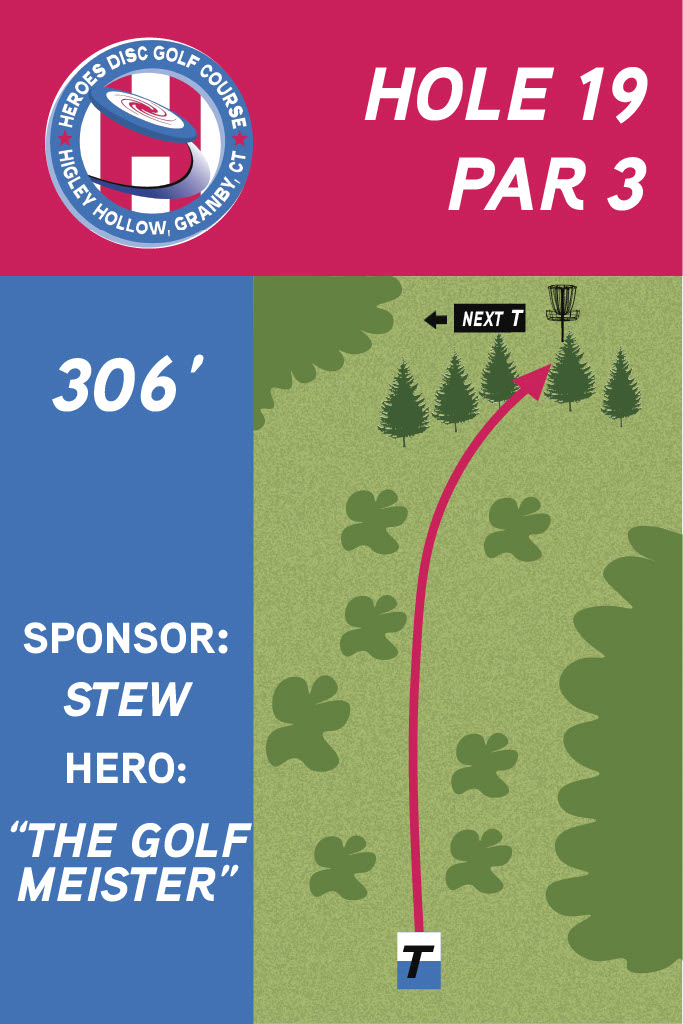 HEROES DISC GOLF COURSE
HIGLEY HOLLOW, GRANBY, CT
H
HOLE 19
PAR 3
306’
NEXT T
SPONSOR:
STEW
HERO:
“THE GOLF
MEISTER”
T